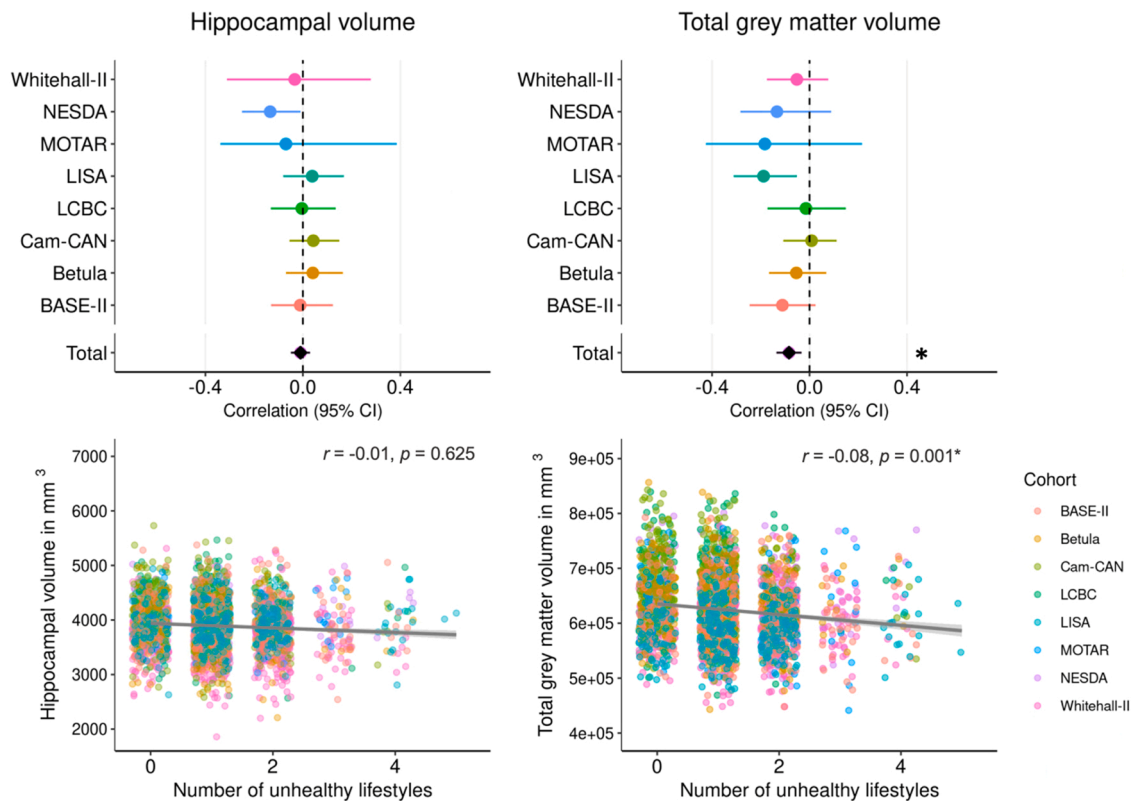 Hippocampal volume
Whitehall-II
NESDA
MOTAR
LISA
LCBC
Cam-CAN
Betula
BASE-II
Total
-0.4 0.0 0.4
Correlation (95% CI)
Total grey matter volume
Whitehall-II
NESDA
MOTAR
LISA
LCBC
Cam-CAN
Betula
BASE-II
Total
*
-0.4 0.0 0.4
Correlation (95% CI)
Hippocampal volume in mm 3
7000
6000
5000
4000
3000
2000
r = -0.01, p = 0.625
0 2 4
Number of unhealthy lifestyles
Total grey matter volume in mm 3
9e+05
8e+05
7e+05
6e+05
5e+05
4e+05
r = -0.08, p = 0.001*
0 2 4
Number of unhealthy lifestyles
Cohort
BASE-II
Betula
Cam-CAN
LCBC
LISA
MOTAR
NESDA
Whitehall-II